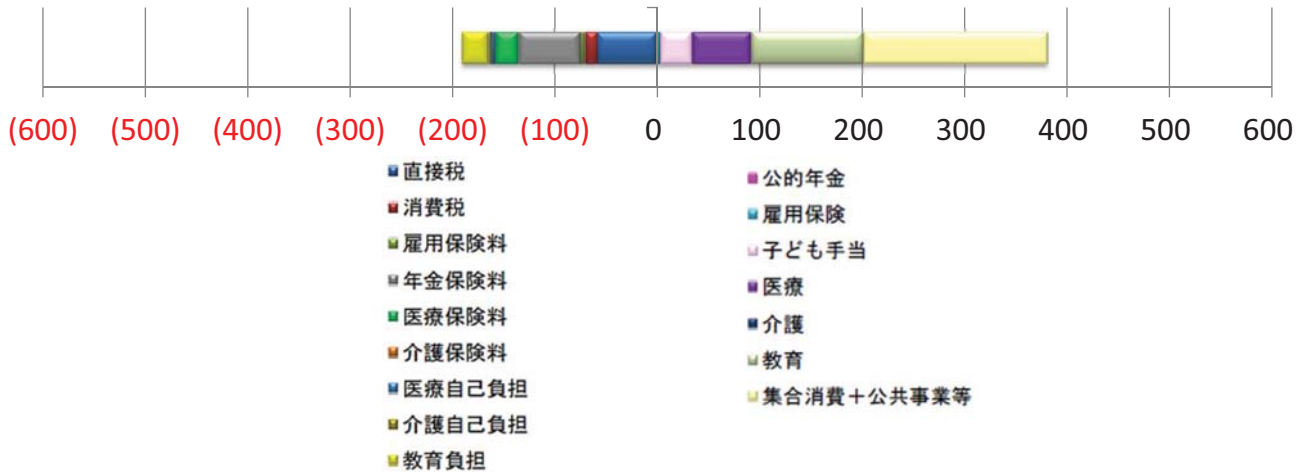 (600) (500) (400) (300) (200) (100) 0 100 200 300 400 500 600
直接税
消費税
雇用保険料
年金保険料
医療保険料
介護保険料
医療自己負担
介護自己負担
教育負担
公的年金
雇用保険
子ども手当
医療
介護
教育
集合消費＋公共事業等